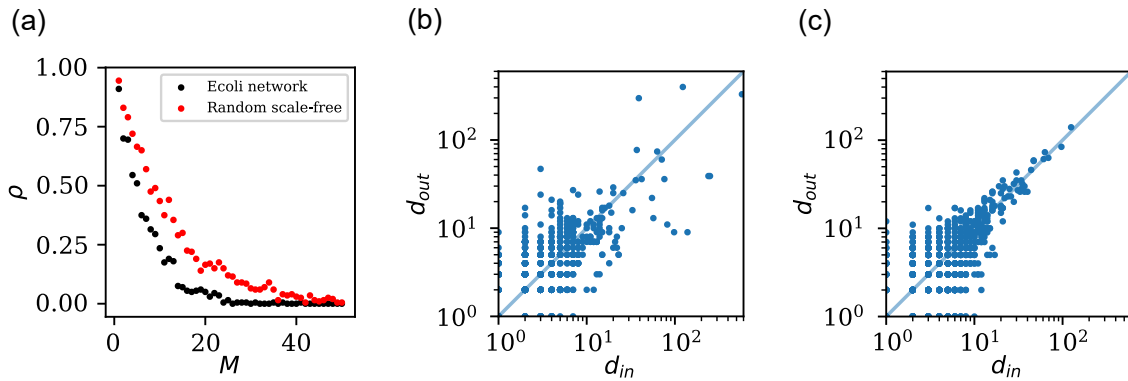 (a)
1.00
0.75
0.50
0.25
0.00
ρ
0
20
40
M
Ecoli network
Random scale-free
(b)
10²
10¹
10⁰
d_out
10⁰
10¹
10²
d_in
(c)
10²
10¹
10⁰
d_out
10⁰
10¹
10²
d_in